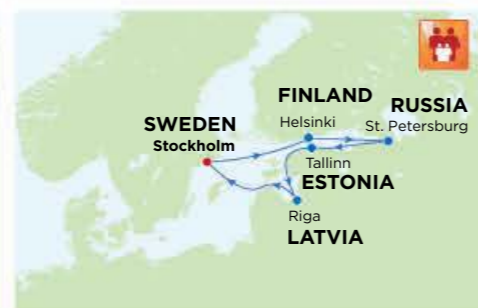 FINLAND
Helsinki
RUSSIA
St. Petersburg
SWEDEN
Stockholm
Tallinn
ESTONIA
Riga
LATVIA